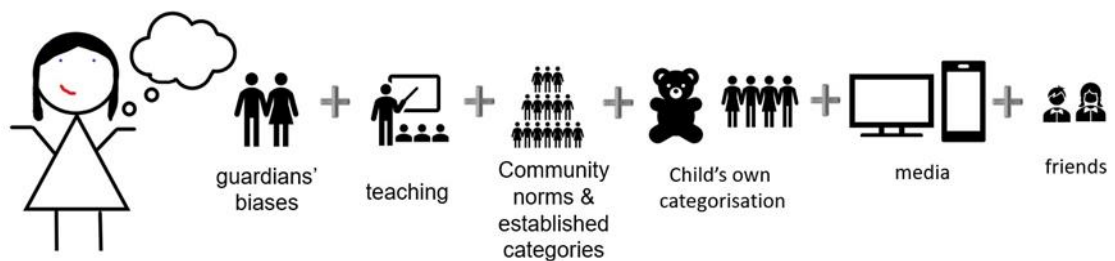 guardians'
biases
teaching
Community
norms &
established
categories
Child's own
categorisation
media
friends